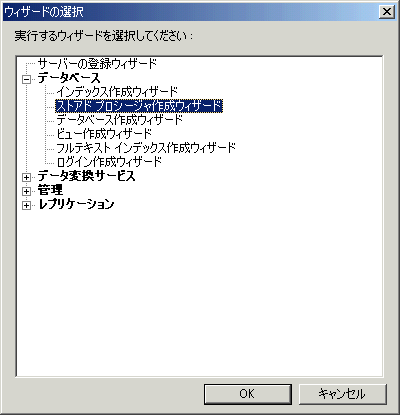 ウィザードの選択
実行するウィザードを選択してください :
サーバーの登録ウィザード
データベース
インデックス作成ウィザード
ストアド プロシージャ作成ウィザード
データベース作成ウィザード
ビュー作成ウィザード
フルテキスト インデックス作成ウィザード
ログイン作成ウィザード
データ変換サービス
管理
レプリケーション
OK
キャンセル